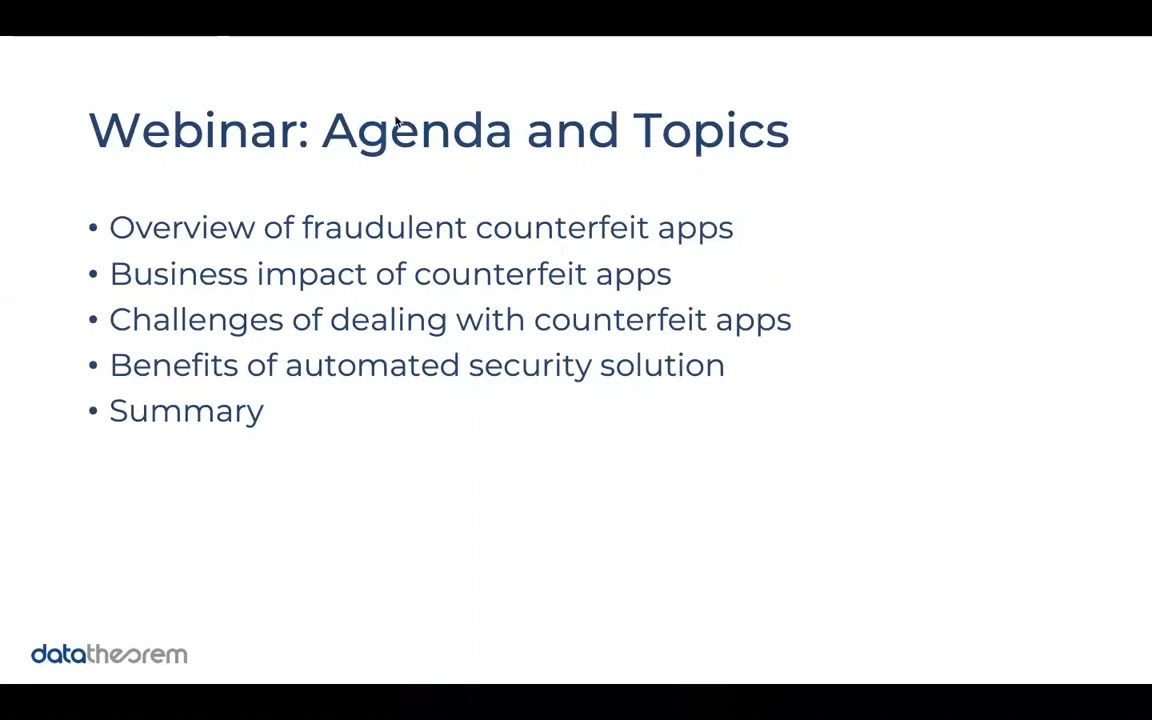 Webinar: Agenda and Topics
• Overview of fraudulent counterfeit apps
• Business impact of counterfeit apps
• Challenges of dealing with counterfeit apps
• Benefits of automated security solution
• Summary
datatheorem